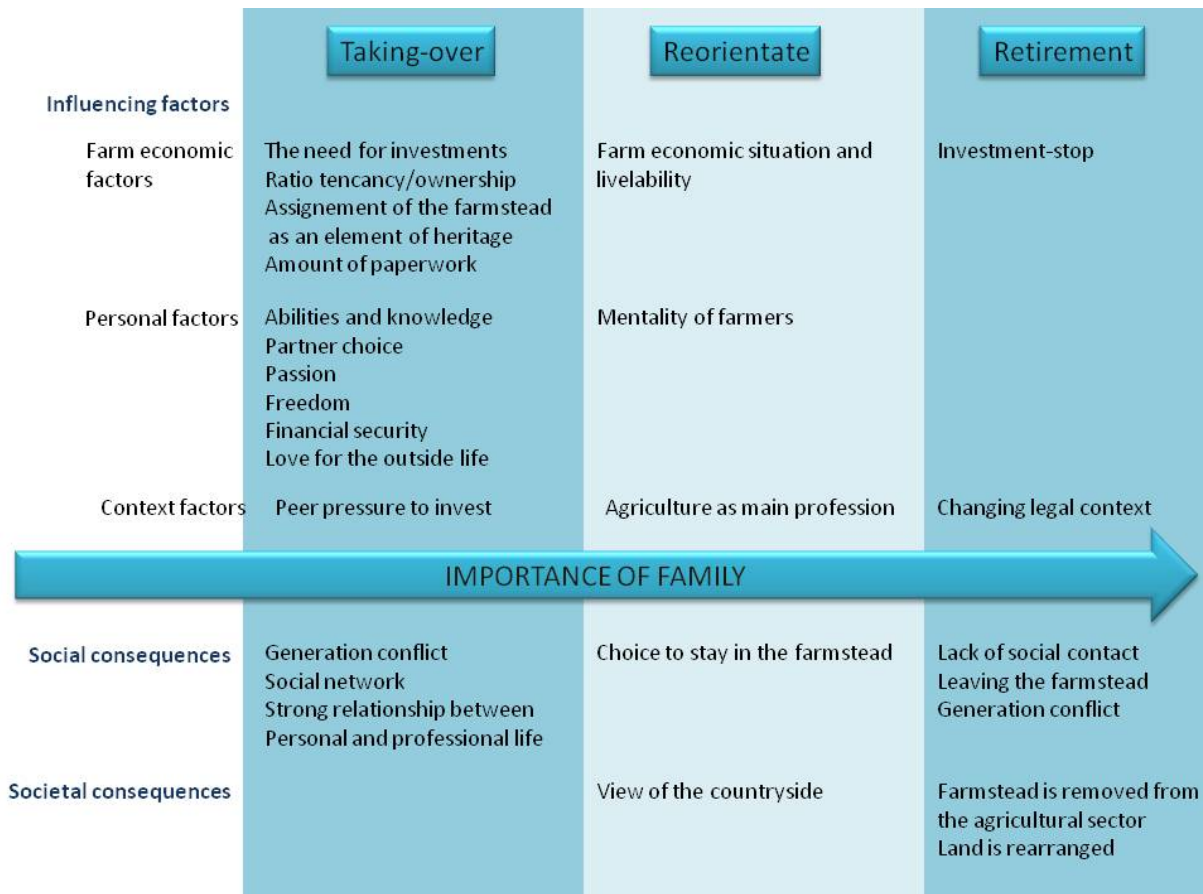 Taking-over
Reorientate
Retirement
Influencing factors
Farm economic
factors
The need for investments
Ratio tencancy/ownership
Assignement of the farmstead
as an element of heritage
Amount of paperwork
Farm economic situation and
livelability
Investment-stop
Personal factors
Abilities and knowledge
Partner choice
Passion
Freedom
Financial security
Love for the outside life
Mentality of farmers
Context factors
Peer pressure to invest
Agriculture as main profession
Changing legal context
IMPORTANCE OF FAMILY
Social consequences
Generation conflict
Social network
Strong relationship between
Personal and professional life
Choice to stay in the farmstead
Lack of social contact
Leaving the farmstead
Generation conflict
Societal consequences
View of the countryside
Farmstead is removed from
the agricultural sector
Land is rearranged